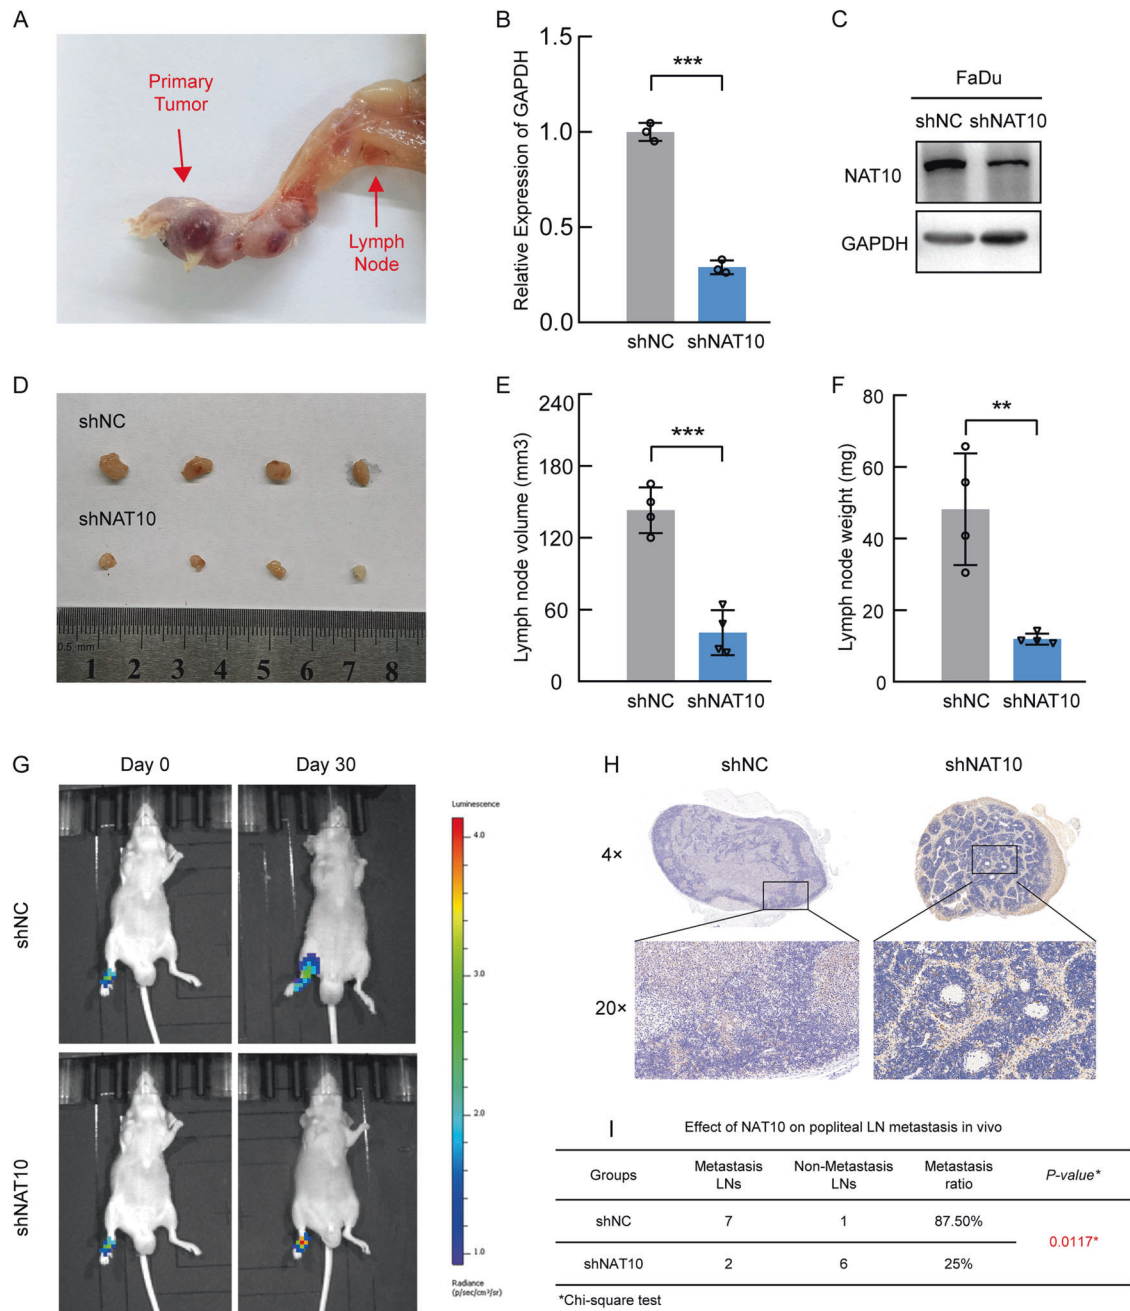 A
Primary
Tumor
Lymph
Node
B
Relative Expression of GAPDH
1.5
1.0
0.5
0.0
***
shNC
shNAT10
C
FaDu
shNC shNAT10
NAT10
GAPDH
D
shNC
shNAT10
0.5 mm
1 2 3 4 5 6 7 8
E
Lymph node volume (mm3)
240
180
120
60
0
***
shNC
shNAT10
F
Lymph node weight (mg)
80
60
40
20
0
**
shNC
shNAT10
G
Day 0
Day 30
shNC
shNAT10
Luminescence
4.0
3.0
2.0
1.0
Radiance
(p/sec/cm²/sr)
H
shNC
shNAT10
4×
20×
I
Effect of NAT10 on popliteal LN metastasis in vivo
Groups
Metastasis
LNs
Non-Metastasis
LNs
Metastasis
ratio
P-value*
shNC
7
1
87.50%
0.0117*
shNAT10
2
6
25%
*Chi-square test